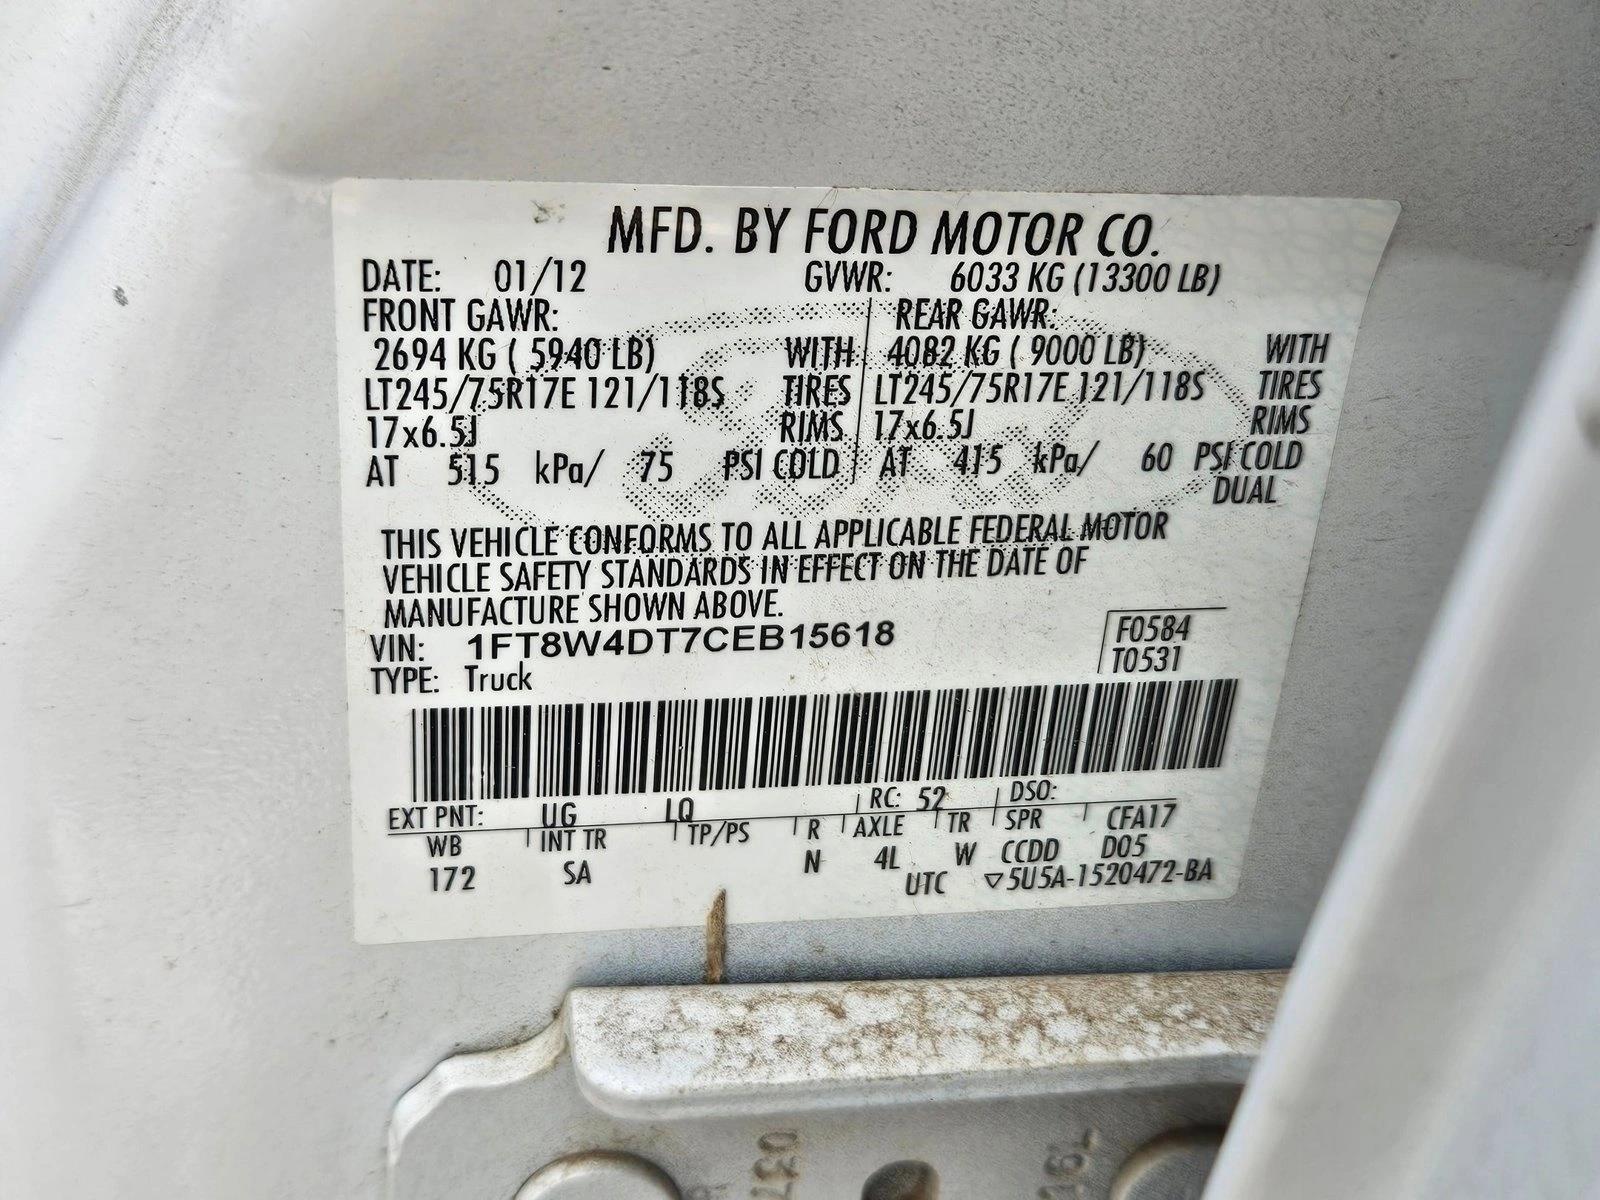 MFD. BY FORD MOTOR CO.
DATE: 01/12 GVWR: 6033 KG (13300 LB)
FRONT GAWR: REAR GAWR:
2694 KG ( 5940 LB) WITH 4082 KG ( 9000 LB) WITH
LT245/75R17E 121/118S TIRES LT245/75R17E 121/118S TIRES
17x6.5J RIMS 17x6.5J RIMS
AT 515 kPa/ 75 PSI COLD AT 415 kPa/ 60 PSI COLD
DUAL
THIS VEHICLE CONFORMS TO ALL APPLICABLE FEDERAL MOTOR
VEHICLE SAFETY STANDARDS IN EFFECT ON THE DATE OF
MANUFACTURE SHOWN ABOVE.
VIN: 1FT8W4DT7CEB15618 F0584
TYPE: Truck T0531
EXT PNT: UG LQ RC: 52 DSO:
WB INT TR TP/PS R AXLE TR SPR CFA17
172 SA N 4L W CCDD D05
UTC ▽5U5A-1520472-BA